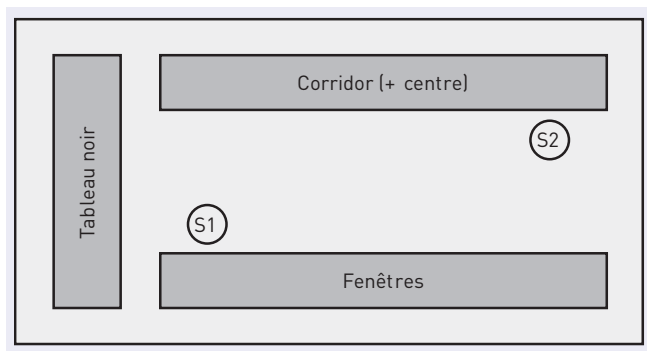 Corridor (+ centre)
Tableau noir
S2
S1
Fenêtres